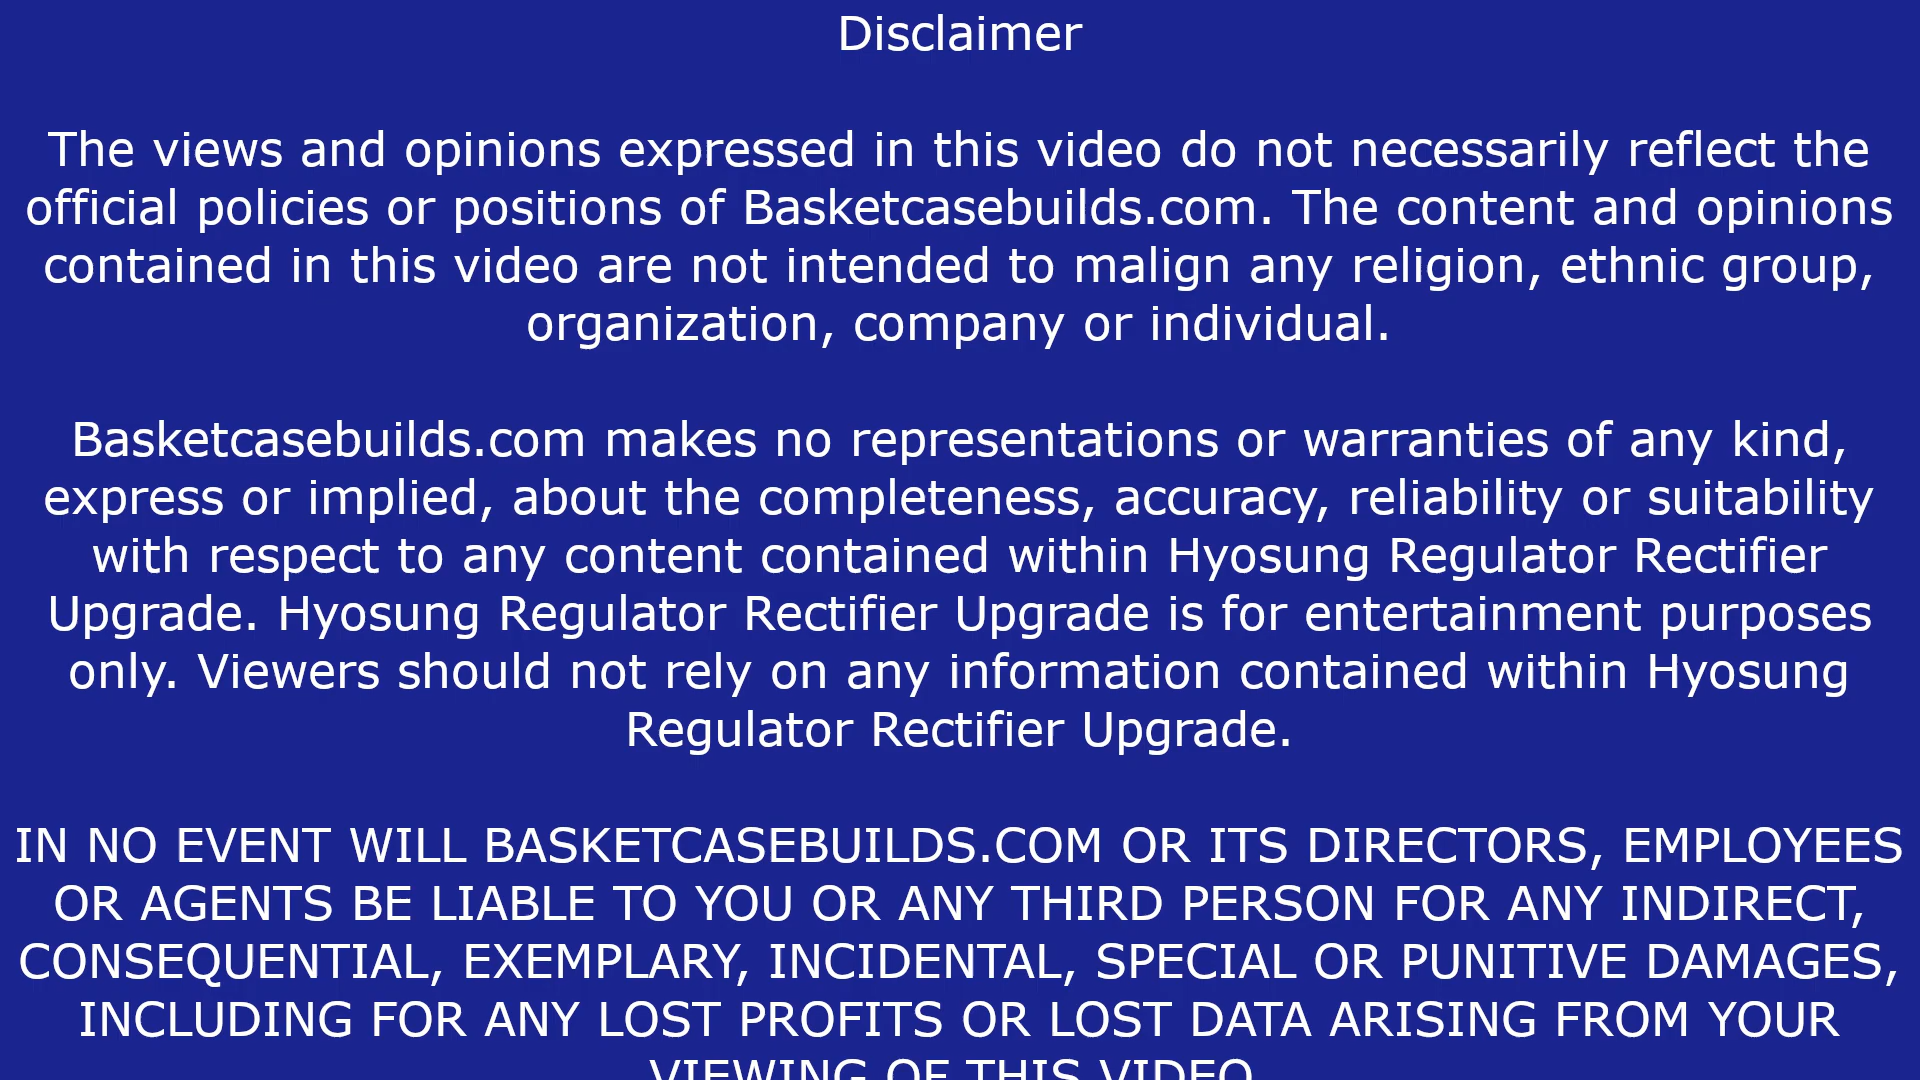 Disclaimer
The views and opinions expressed in this video do not necessarily reflect the
official policies or positions of Basketcasebuilds.com. The content and opinions
contained in this video are not intended to malign any religion, ethnic group,
organization, company or individual.
Basketcasebuilds.com makes no representations or warranties of any kind,
express or implied, about the completeness, accuracy, reliability or suitability
with respect to any content contained within Hyosung Regulator Rectifier
Upgrade. Hyosung Regulator Rectifier Upgrade is for entertainment purposes
only. Viewers should not rely on any information contained within Hyosung
Regulator Rectifier Upgrade.
IN NO EVENT WILL BASKETCASEBUILDS.COM OR ITS DIRECTORS, EMPLOYEES
OR AGENTS BE LIABLE TO YOU OR ANY THIRD PERSON FOR ANY INDIRECT,
CONSEQUENTIAL, EXEMPLARY, INCIDENTAL, SPECIAL OR PUNITIVE DAMAGES,
INCLUDING FOR ANY LOST PROFITS OR LOST DATA ARISING FROM YOUR
VIEWING OF THIS VIDEO